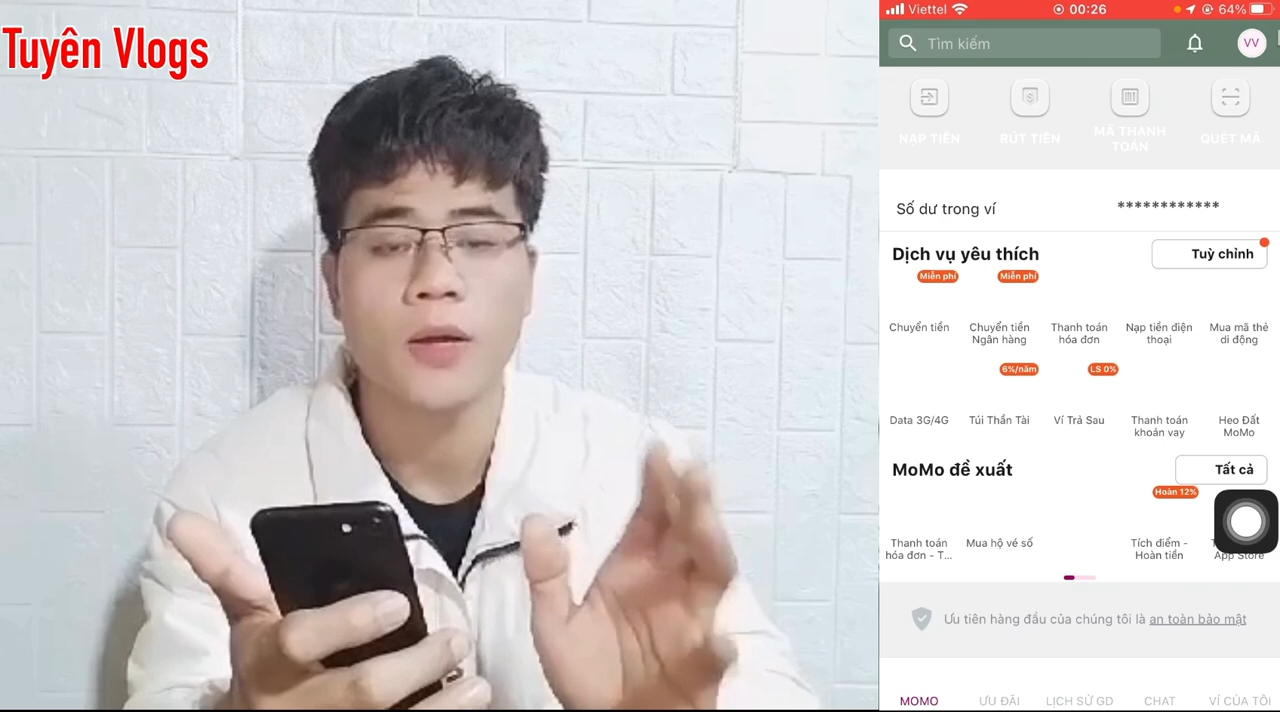 Tuyên Vlogs
Viettel
00:26
64%
Tìm kiếm
VV
NẠP TIỀN
RÚT TIỀN
MÃ THANH
TOÁN
QUÉT MÃ
Số dư trong ví
************
Dịch vụ yêu thích
Tuỳ chỉnh
Miễn phí
Miễn phí
Chuyển tiền
Chuyển tiền
Ngân hàng
Thanh toán
hóa đơn
Nạp tiền điện
thoại
Mua mã thẻ
di động
6%/năm
LS 0%
Data 3G/4G
Túi Thần Tài
Ví Trả Sau
Thanh toán
khoản vay
Heo Đất
MoMo
MoMo đề xuất
Tất cả
Hoàn 12%
Thanh toán
hóa đơn - T...
Mua hộ vé số
Tích điểm -
Hoàn tiền
App Store
Ưu tiên hàng đầu của chúng tôi là an toàn bảo mật
MOMO
ƯU ĐÃI
LỊCH SỬ GD
CHAT
VÍ CỦA TÔI